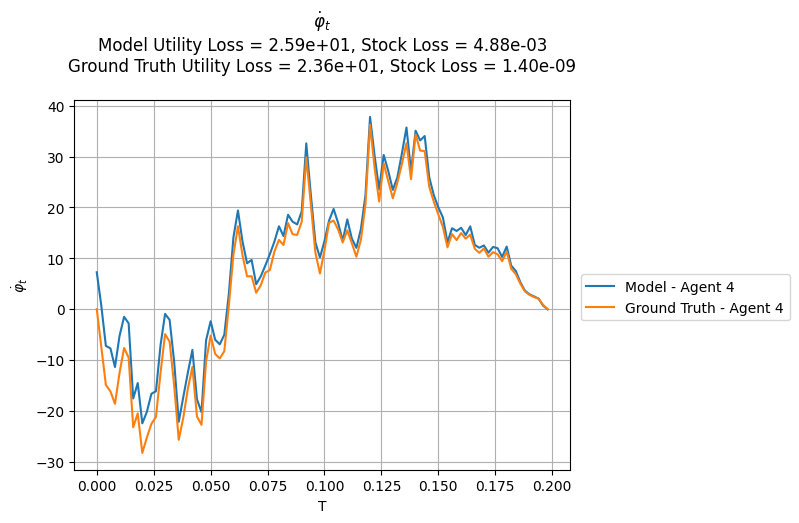 φ̇ₜ
Model Utility Loss = 2.59e+01, Stock Loss = 4.88e-03
Ground Truth Utility Loss = 2.36e+01, Stock Loss = 1.40e-09
40
30
20
10
0
−10
−20
−30
φ̇ₜ
0.000 0.025 0.050 0.075 0.100 0.125 0.150 0.175 0.200
T
Model - Agent 4
Ground Truth - Agent 4